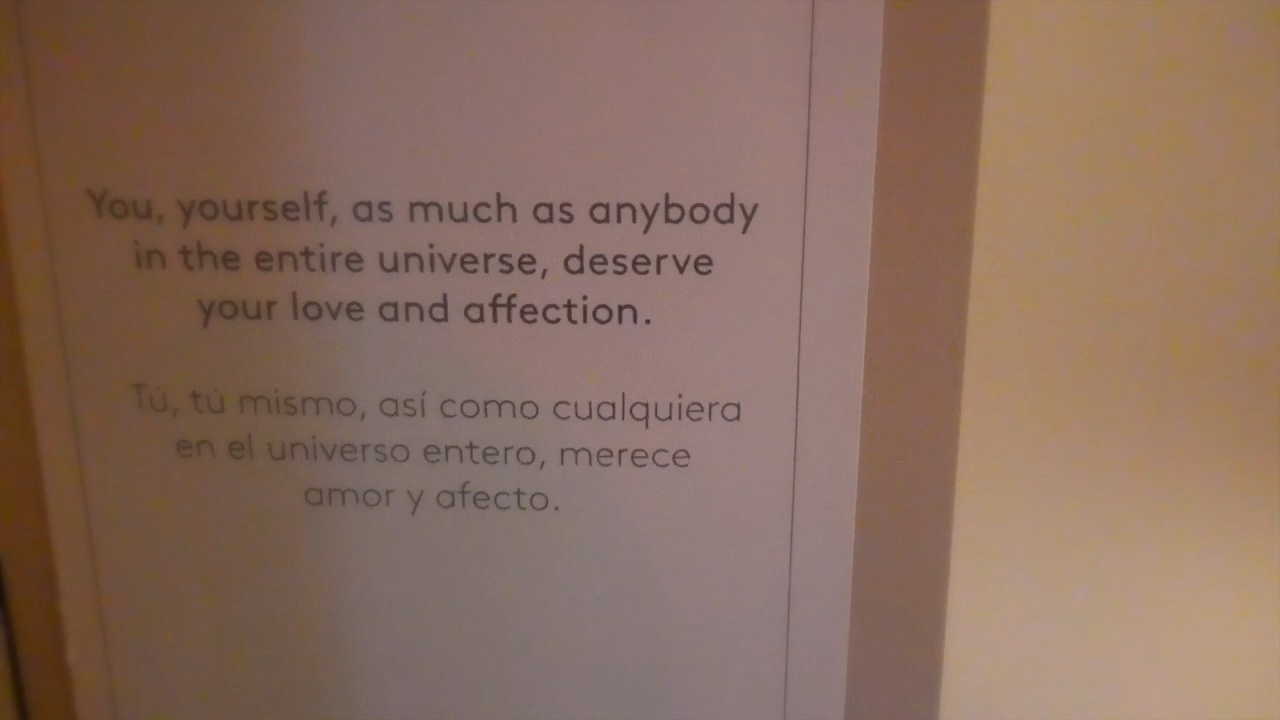 You, yourself, as much as anybody
in the entire universe, deserve
your love and affection.
Tú, tú mismo, así como cualquiera
en el universo entero, merece
amor y afecto.